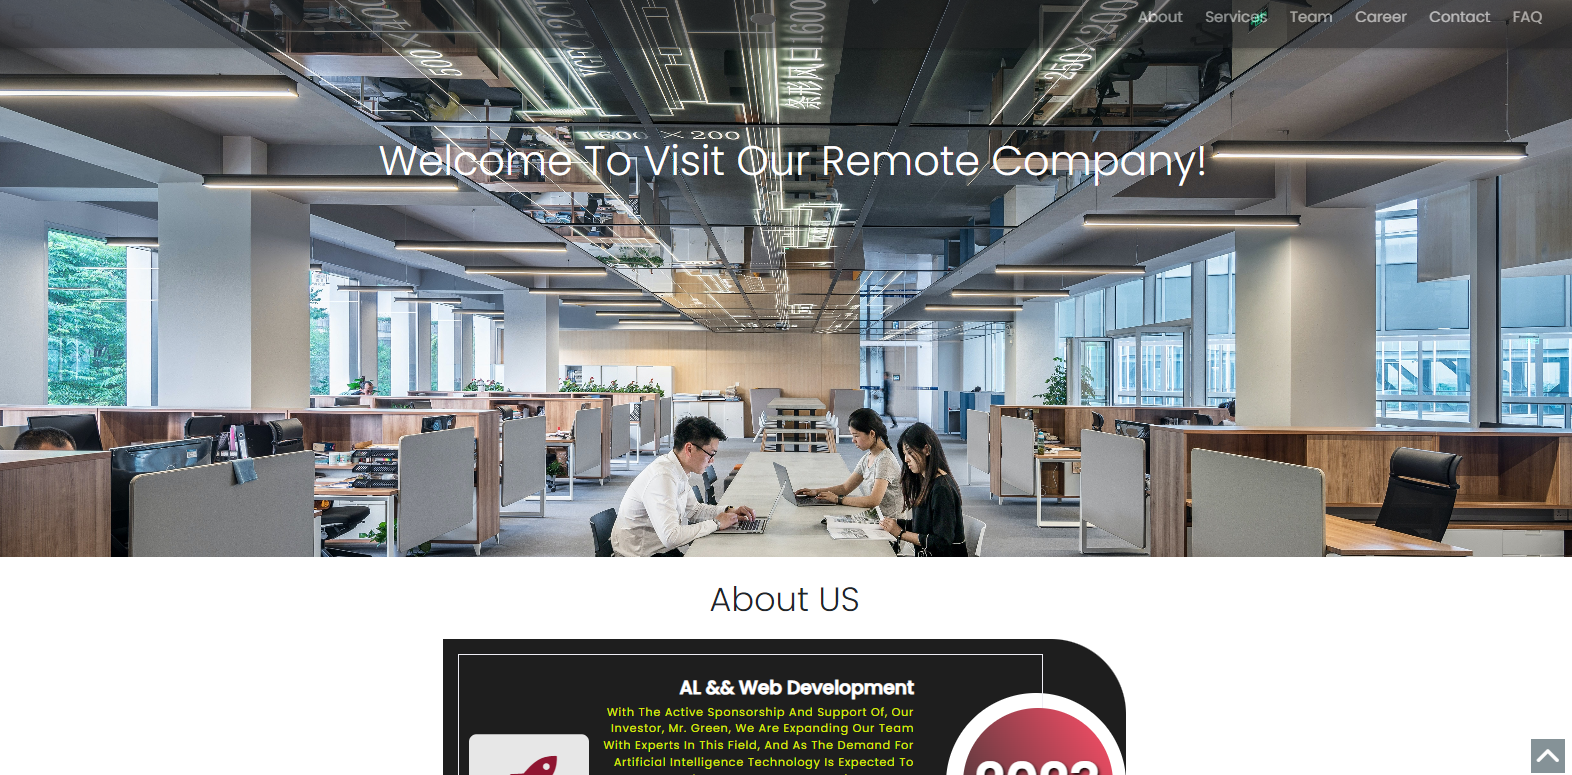 About Services Team Career Contact FAQ
1600 × 200
Welcome To Visit Our Remote Company!
About US
AL && Web Development
With The Active Sponsorship And Support Of, Our
Investor, Mr. Green, We Are Expanding Our Team
With Experts In This Field, And As The Demand For
Artificial Intelligence Technology Is Expected To